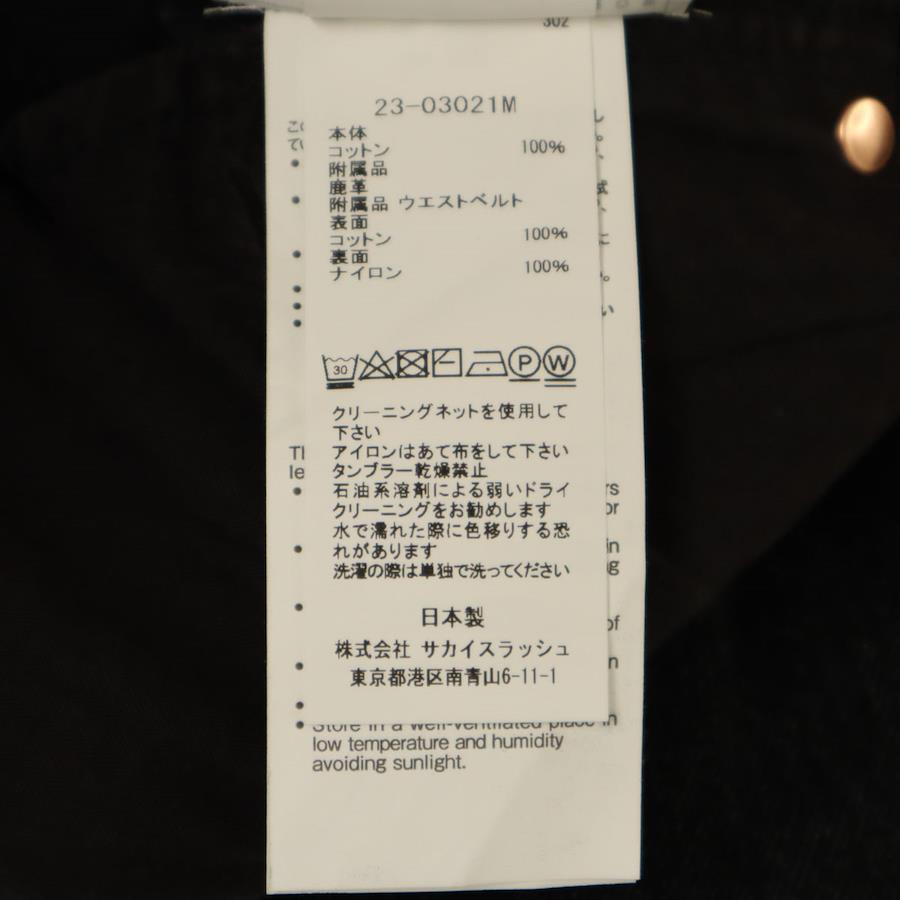 302
23-03021M
本体
コットン 100%
附属品
鹿革
附属品 ウエストベルト
表面
コットン 100%
裏面
ナイロン 100%
30
P
W
クリーニングネットを使用して
下さい
アイロンはあて布をして下さい
タンブラー乾燥禁止
石油系溶剤による弱いドライ
クリーニングをお勧めします
水で濡れた際に色移りする恐
れがあります
洗濯の際は単独で洗ってください
日本製
株式会社 サカイスラッシュ
東京都港区南青山6-11-1
Store in a well-ventilated place in
low temperature and humidity
avoiding sunlight.